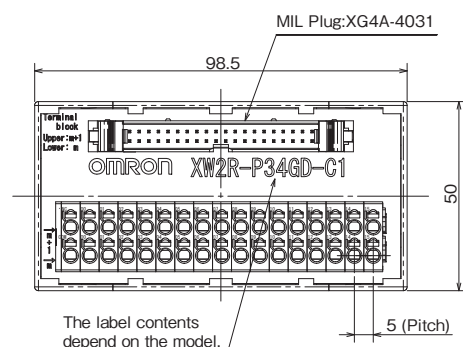 MIL Plug:XG4A-4031
98.5
Terminal
block
Upper:m+1
Lower: m
OMRON XW2R-P34GD-C1
50
m+1
m
The label contents
depend on the model.
5 (Pitch)